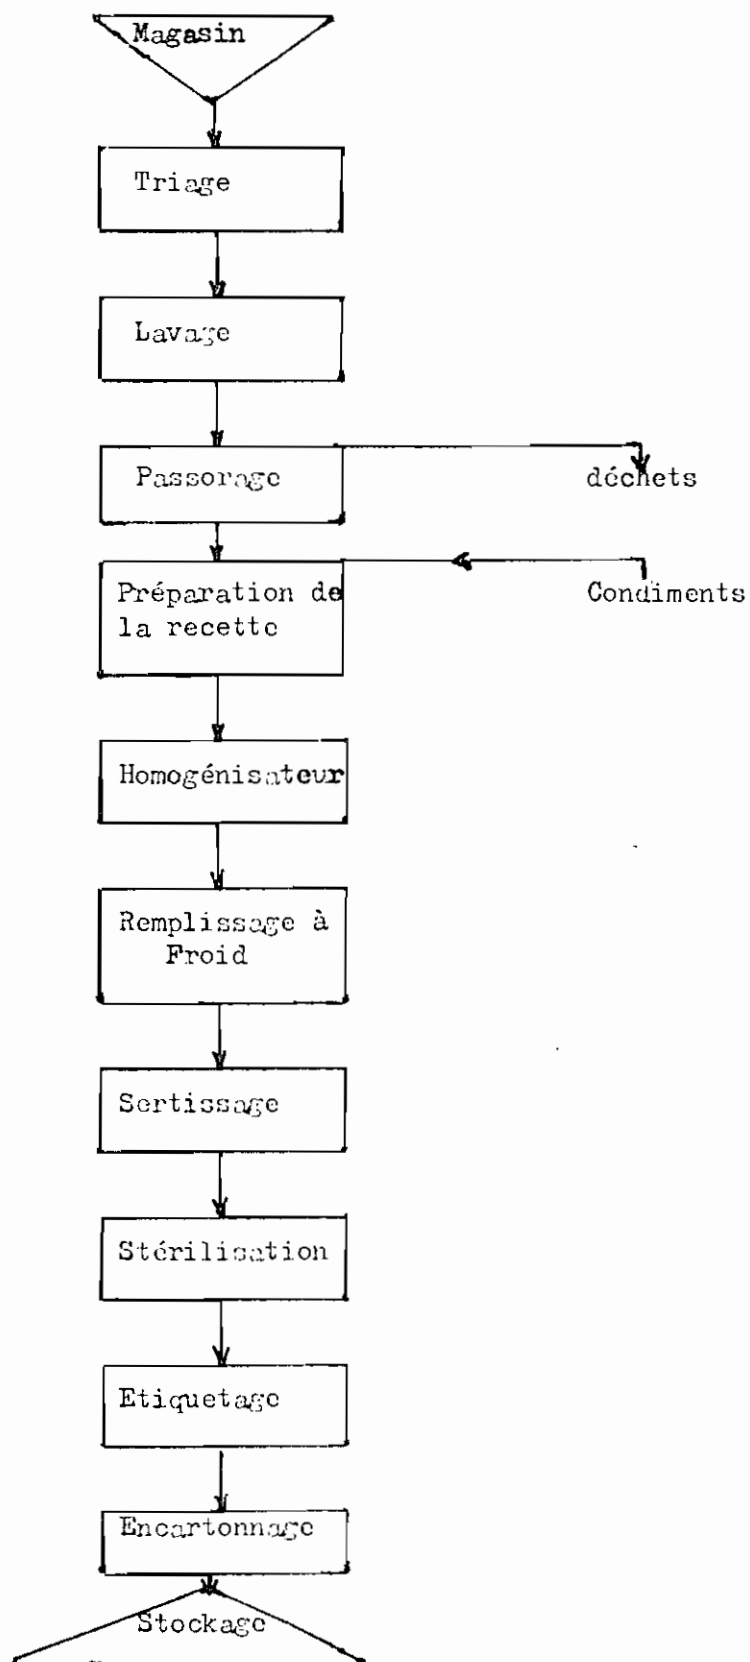 Magasin
Triage
Lavage
Passorage
déchets
Préparation de
la recette
Condiments
Homogénisateur
Remplissage à
Froid
Sertissage
Stérilisation
Etiquetage
Encartonnage
Stockage